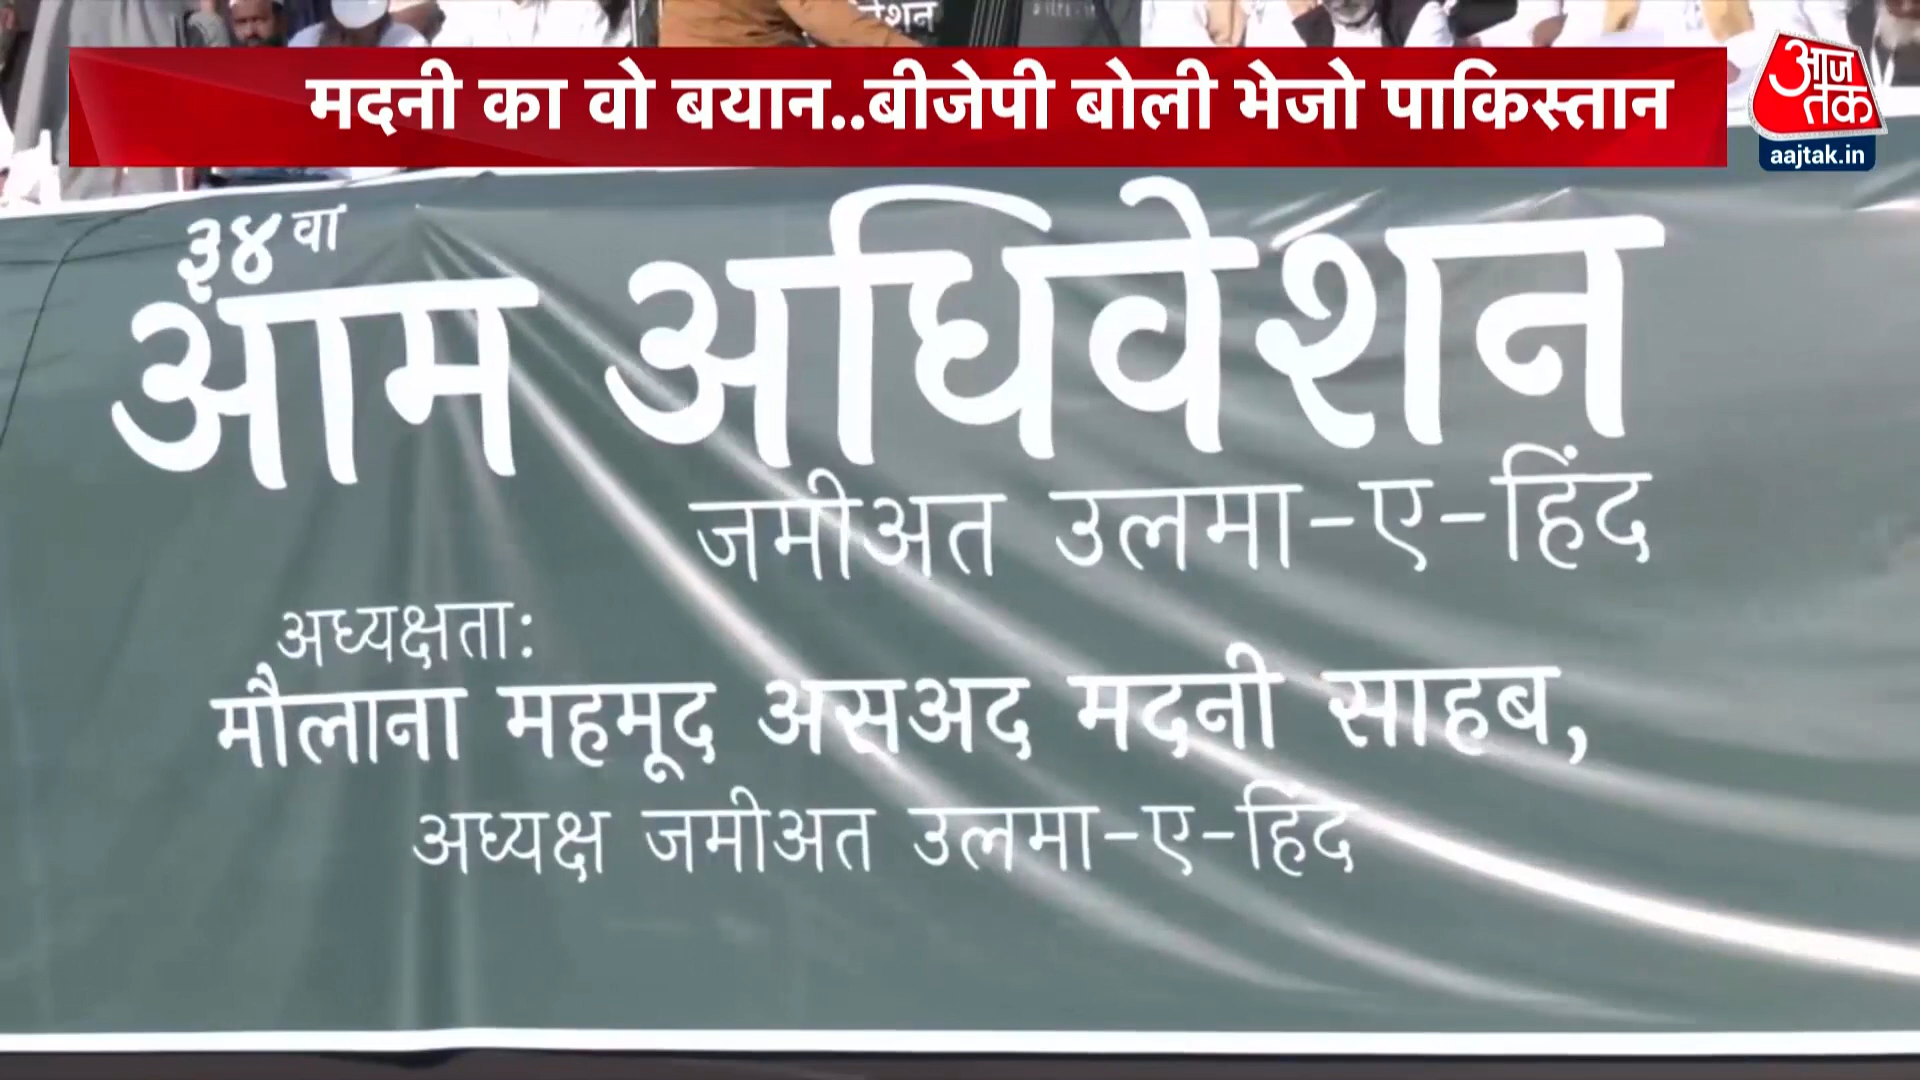 ेशन
मदनी का वो बयान..बीजेपी बोली भेजो पाकिस्तान
आज
तक
aajtak.in
३४वा
आम अधिवेशन
जमीअत उलमा-ए-हिंद
अध्यक्षता:
मौलाना महमूद असअद मदनी साहब,
अध्यक्ष जमीअत उलमा-ए-हिंद